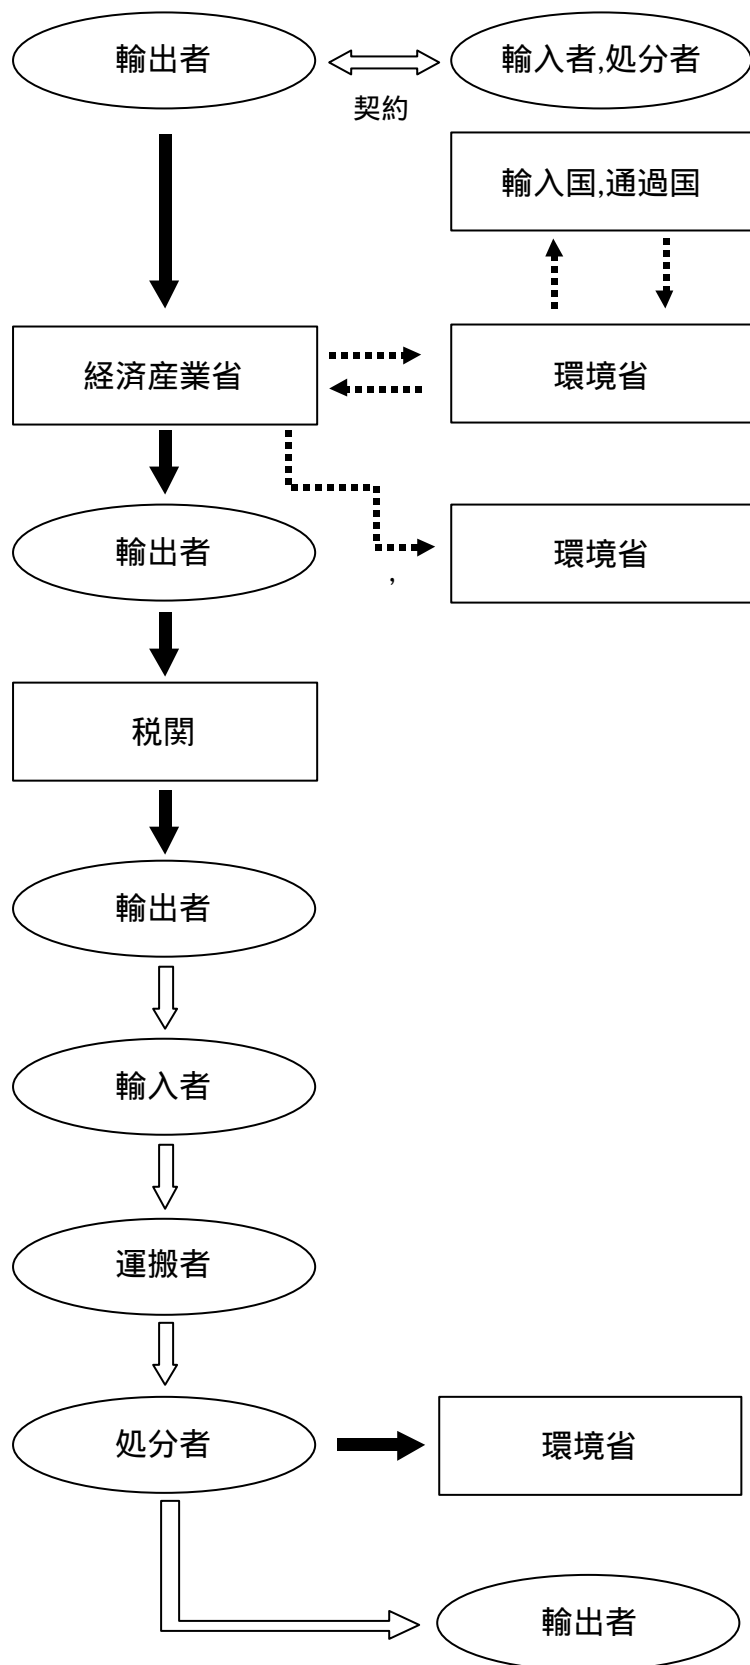 輸出者
輸入者,処分者
契約
輸入国,通過国
経済産業省
環境省
輸出者
環境省
,
税関
輸出者
輸入者
運搬者
処分者
環境省
輸出者